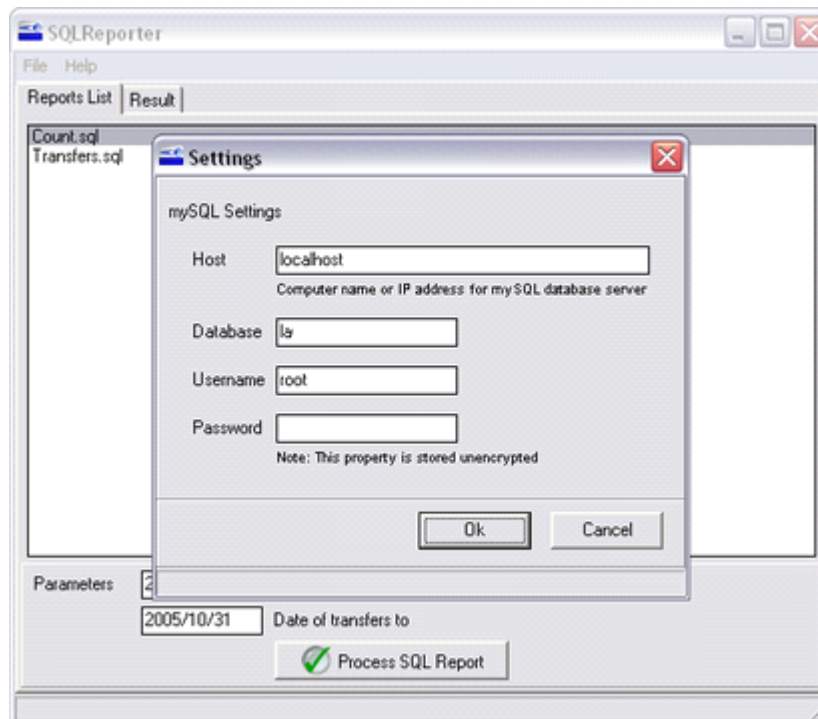 SQLReporter
File Help
Reports List Result
Count.sql
Transfers.sql
Settings
mySQL Settings
Host localhost
Computer name or IP address for mySQL database server
Database la
Username root
Password
Note: This property is stored unencrypted
Ok Cancel
Parameters 2
2005/10/31 Date of transfers to
Process SQL Report